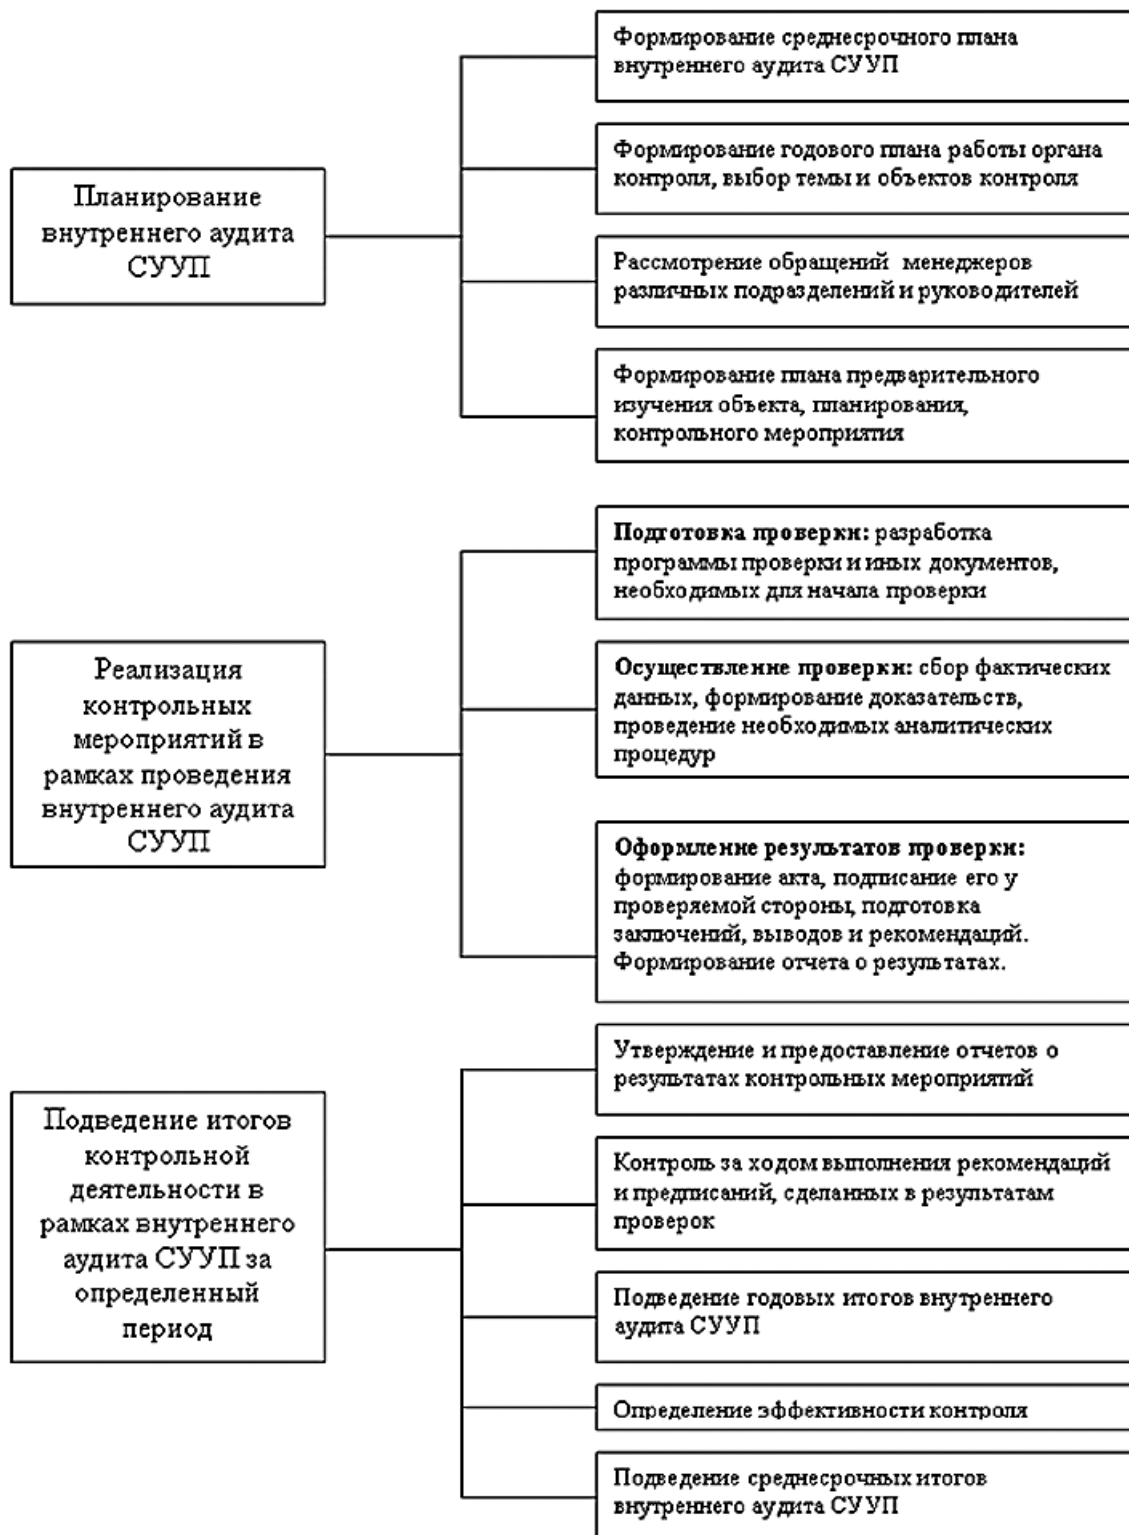 Планирование
внутреннего аудита
СУУП
Формирование среднесрочного плана
внутреннего аудита СУУП
Формирование годового плана работы органа
контроля, выбор темы и объектов контроля
Рассмотрение обращений менеджеров
различных подразделений и руководителей
Формирование плана предварительного
изучения объекта, планирования,
контрольного мероприятия
Реализация
контрольных
мероприятий в
рамках проведения
внутреннего аудита
СУУП
Подготовка проверки: разработка
программы проверки и иных документов,
необходимых для начала проверки
Осуществление проверки: сбор фактических
данных, формирование доказательств,
проведение необходимых аналитических
процедур
Оформление результатов проверки:
формирование акта, подписание его у
проверяемой стороны, подготовка
заключений, выводов и рекомендаций.
Формирование отчета о результатах.
Подведение итогов
контрольной
деятельности в
рамках внутреннего
аудита СУУП за
определенный
период
Утверждение и предоставление отчетов о
результатах контрольных мероприятий
Контроль за ходом выполнения рекомендаций
и предписаний, сделанных в результатам
проверок
Подведение годовых итогов внутреннего
аудита СУУП
Определение эффективности контроля
Подведение среднесрочных итогов
внутреннего аудита СУУП